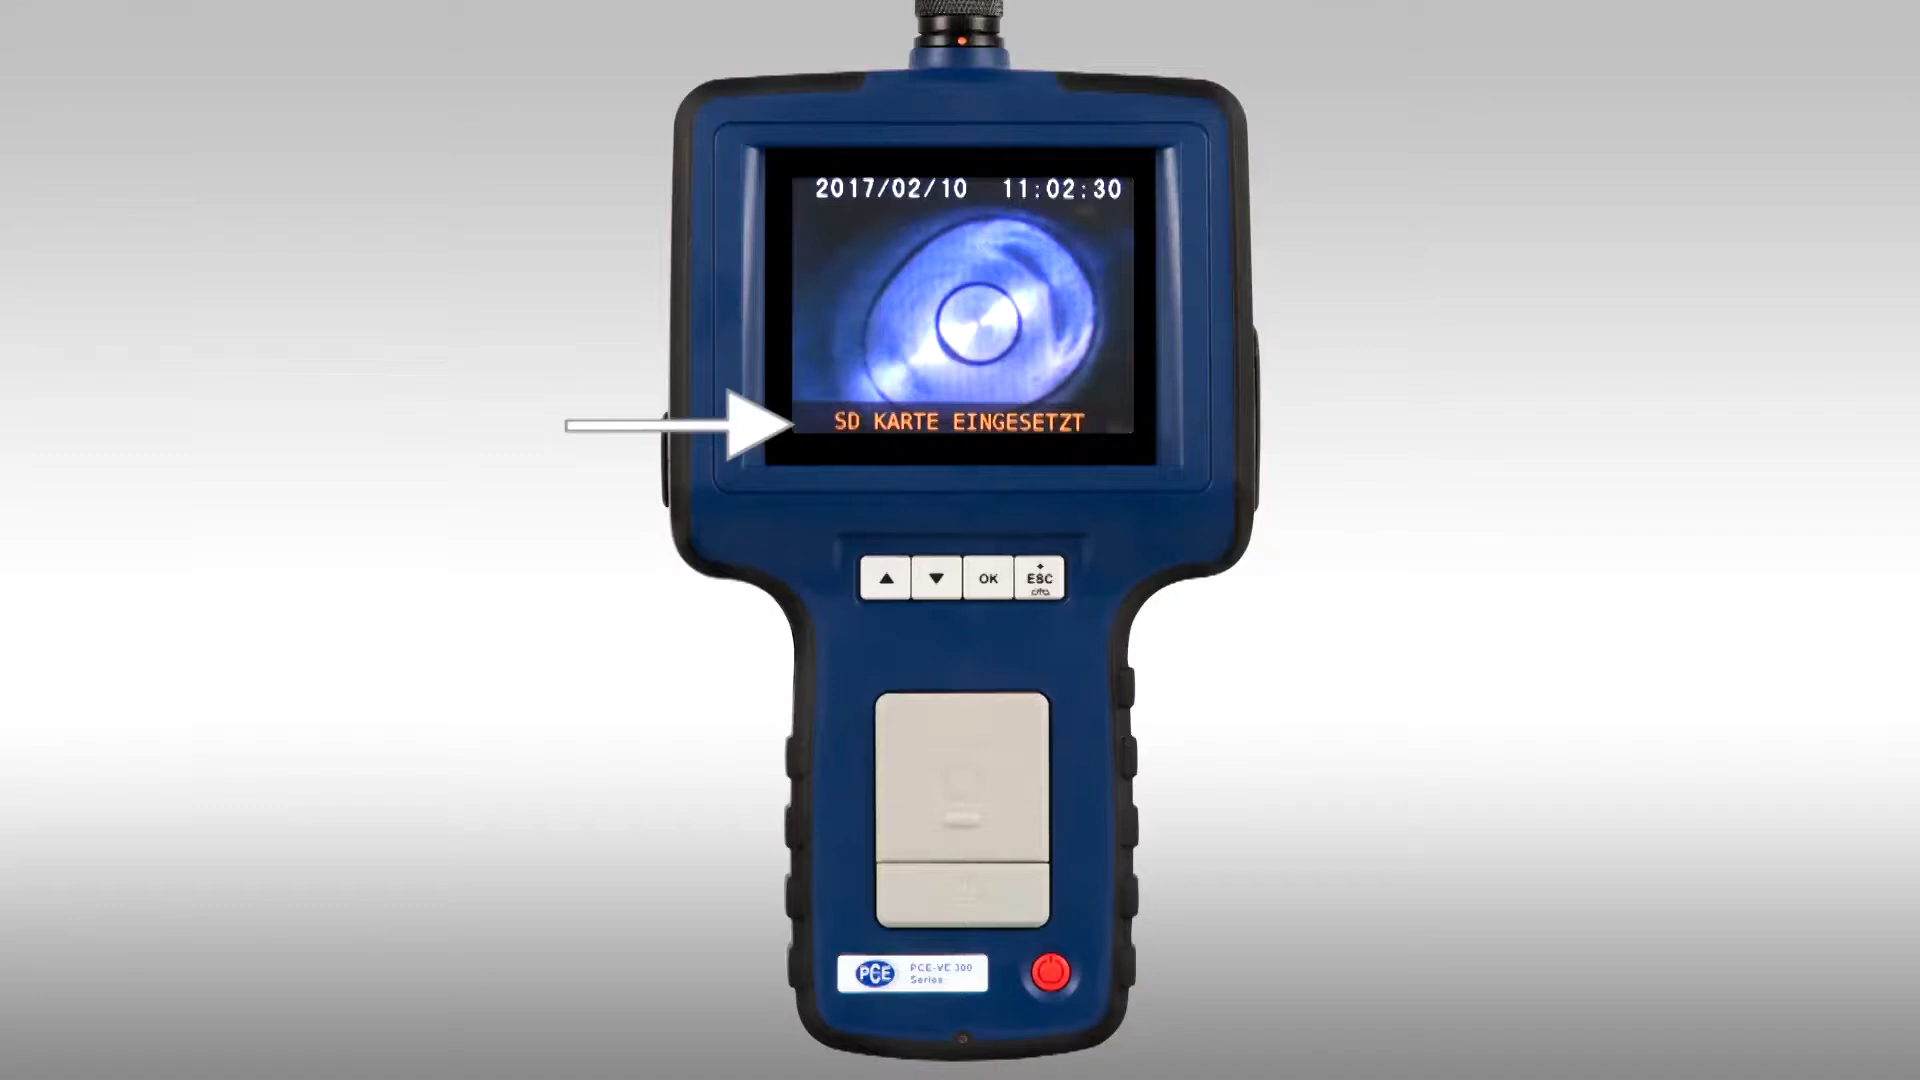 2017/02/10 11:02:30
SD KARTE EINGESETZT
▲ ▼ OK ESC
PCE PCE-VE 300
Series